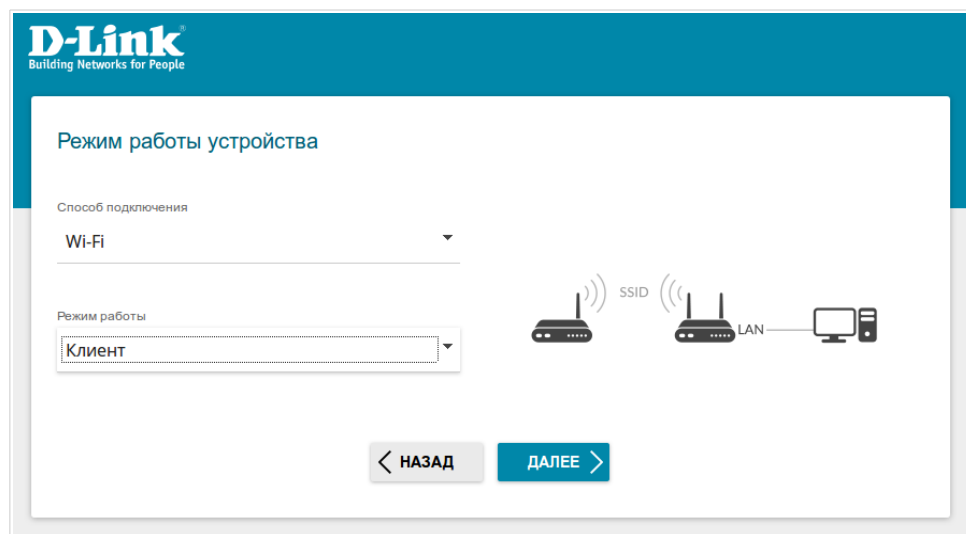 D-Link®
Building Networks for People
Режим работы устройства
Способ подключения
Wi-Fi
Режим работы
Клиент
SSID
LAN
НАЗАД
ДАЛЕЕ